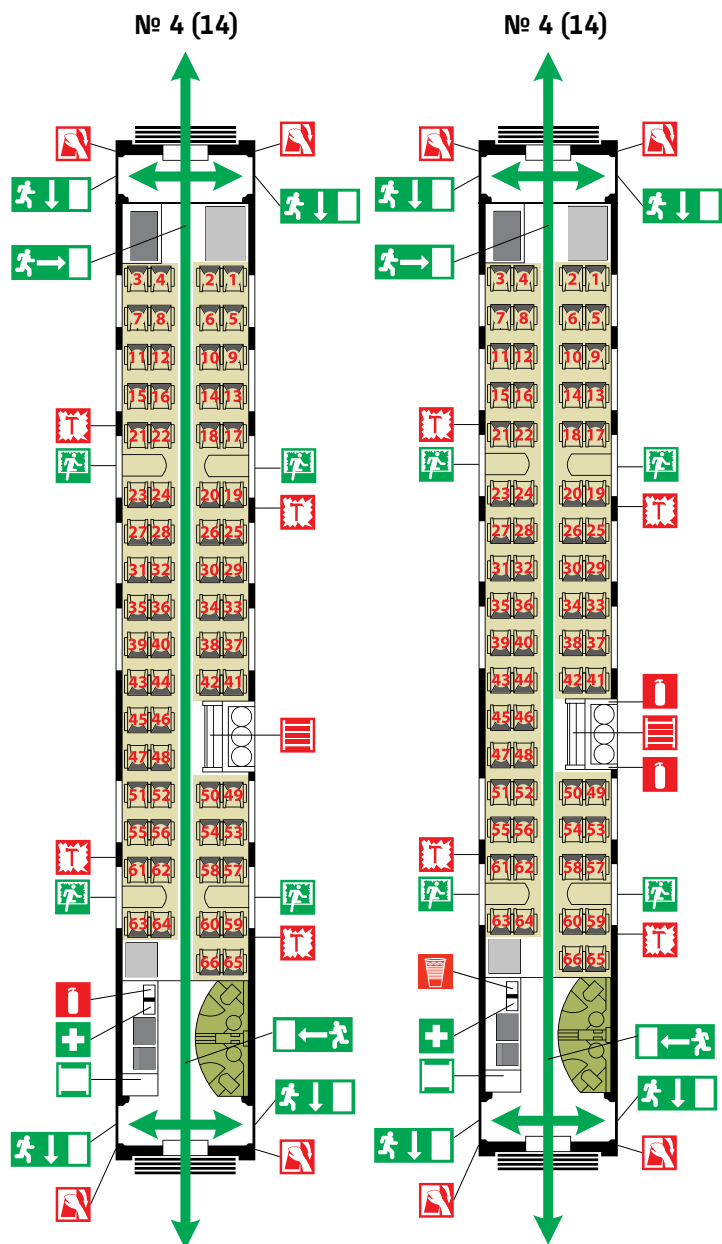 № 4 (14)
3 4 2 1
7 8 6 5
11 12 10 9
15 16 14 13
T
21 22 18 17
23 24 20 19
T
27 28 26 25
31 32 30 29
35 36 34 33
39 40 38 37
43 44 42 41
45 46
47 48
51 52 50 49
55 56 54 53
T
61 62 58 57
63 64 60 59
T
66 65
№ 4 (14)
3 4 2 1
7 8 6 5
11 12 10 9
15 16 14 13
T
21 22 18 17
23 24 20 19
T
27 28 26 25
31 32 30 29
35 36 34 33
39 40 38 37
43 44 42 41
45 46
47 48
51 52 50 49
55 56 54 53
T
61 62 58 57
63 64 60 59
T
66 65